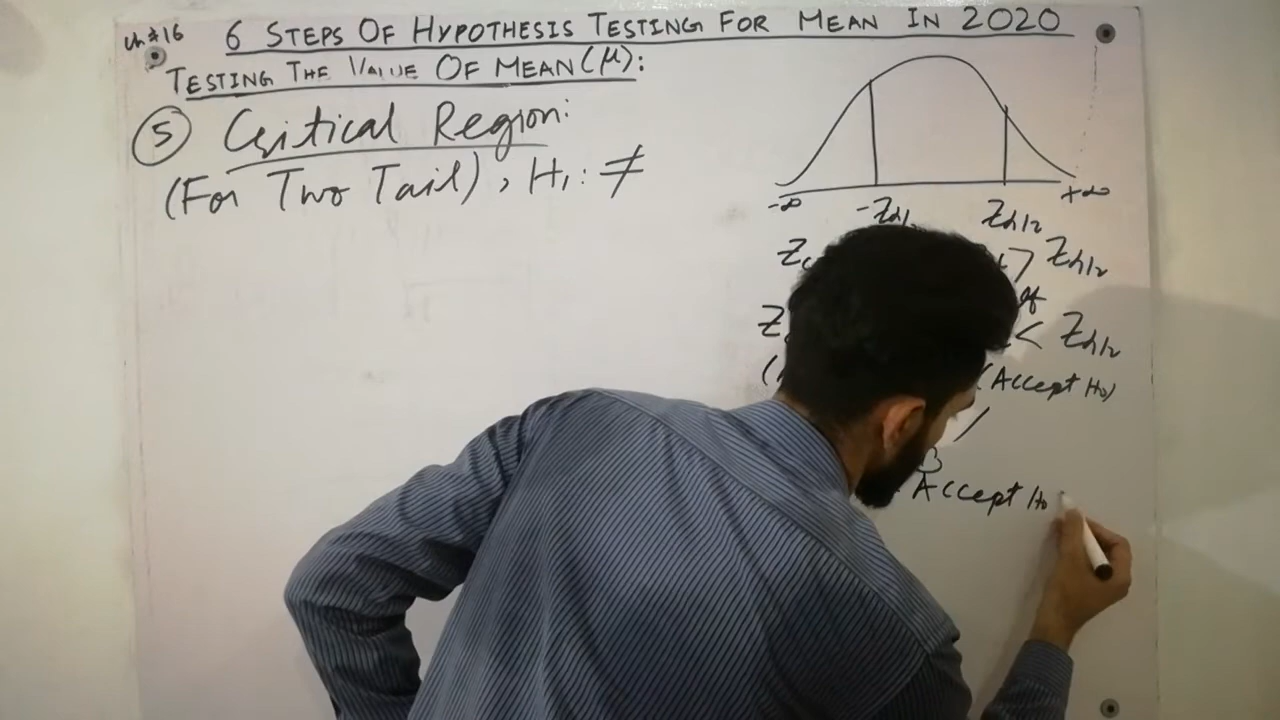 Ch #16 6 STEPS OF HYPOTHESIS TESTING FOR MEAN IN 2020
TESTING THE VALUE OF MEAN (μ):
⑤ Critical Region:
(For Two Tail), H₁: ≠
-∞ -Zα/₂ Zα/₂ +∞
Z > Zα/₂
Z < Zα/₂
(Accept H₀)
Accept H₀